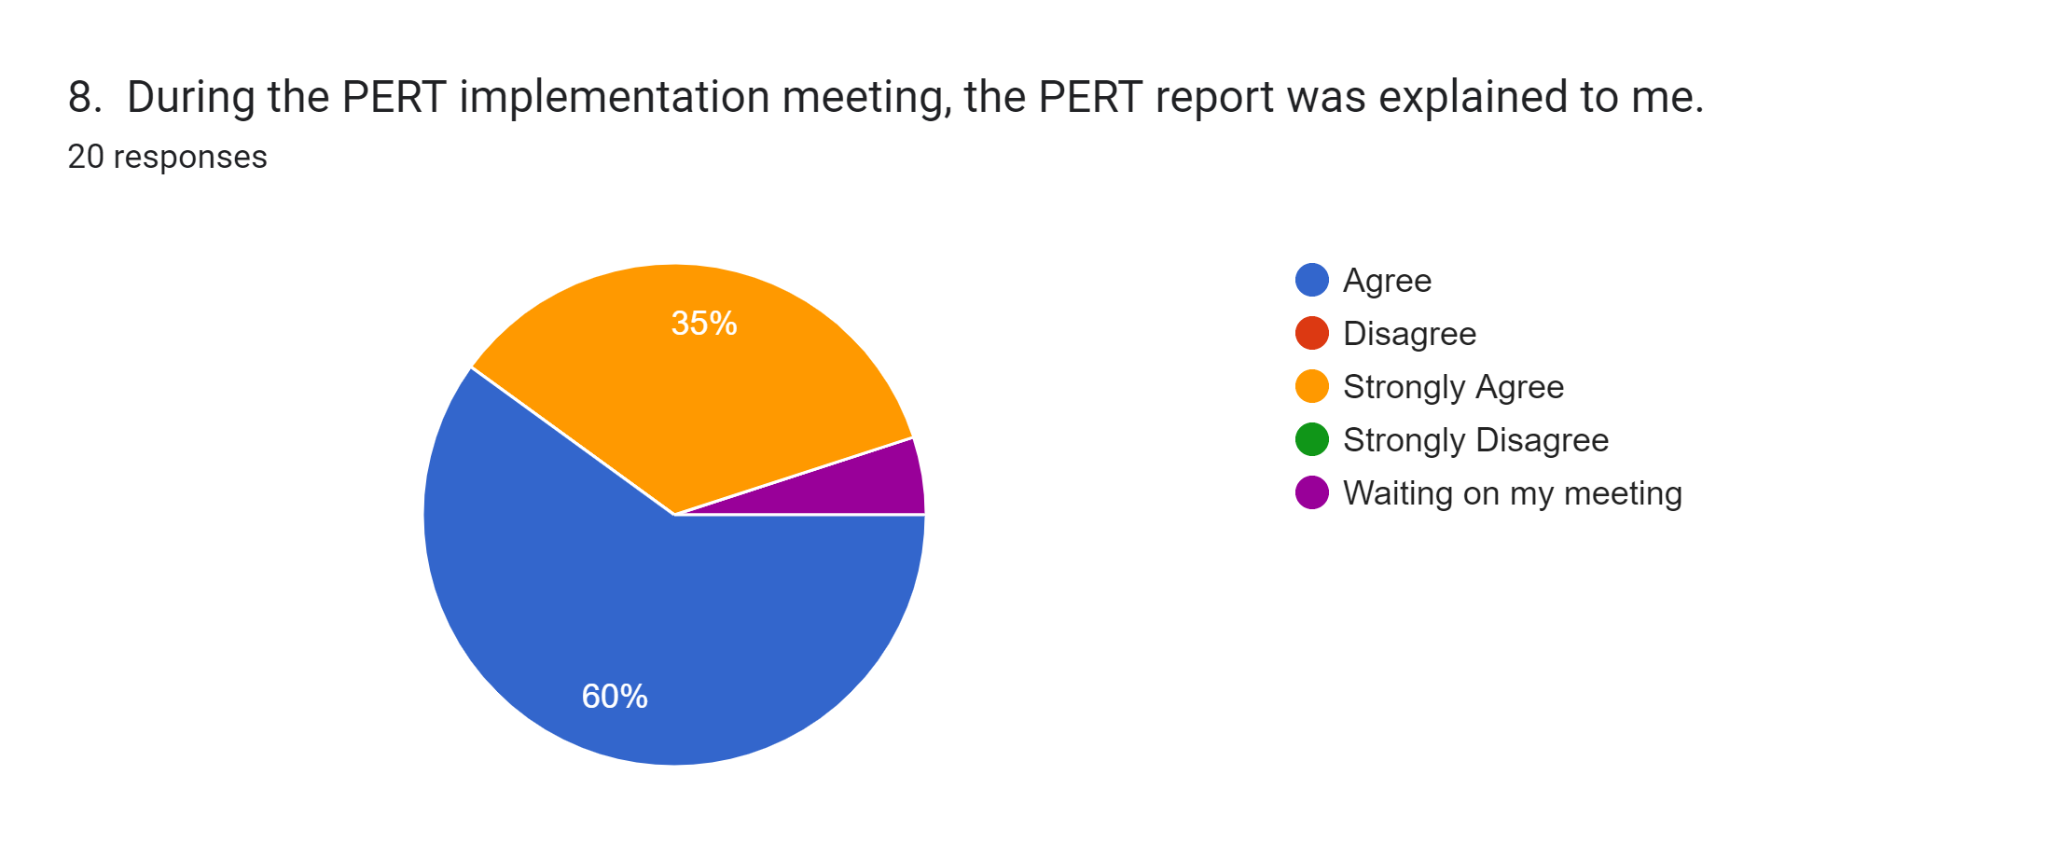 8. During the PERT implementation meeting, the PERT report was explained to me.
20 responses
35%
60%
Agree
Disagree
Strongly Agree
Strongly Disagree
Waiting on my meeting